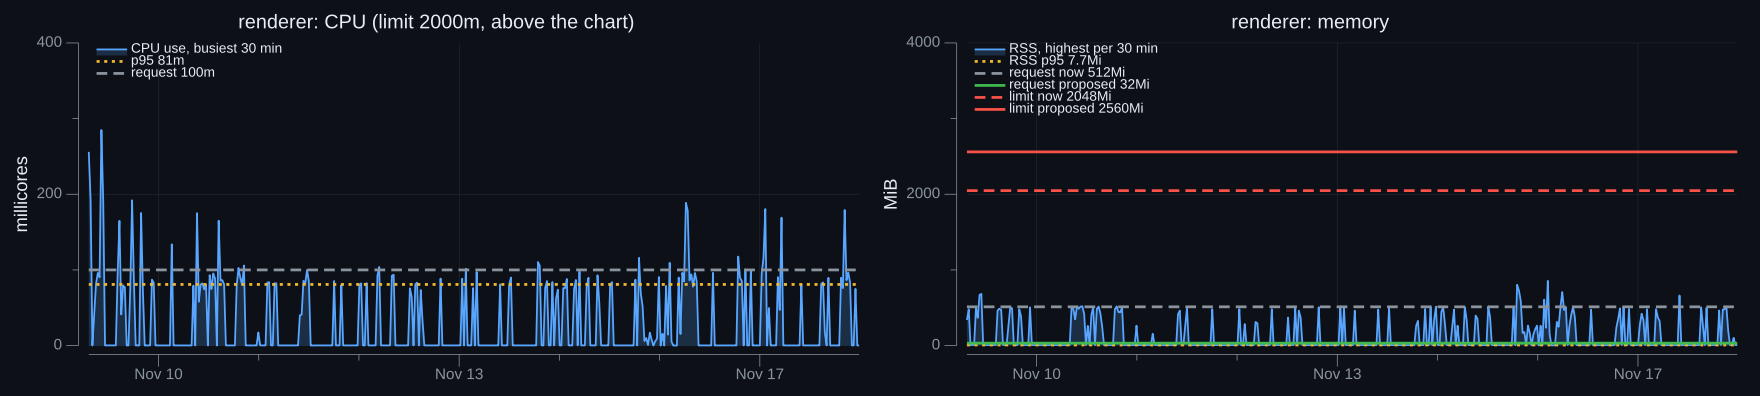 renderer: CPU (limit 2000m, above the chart)
400
200
0
millicores
CPU use, busiest 30 min
p95 81m
request 100m
Nov 10
Nov 13
Nov 17
renderer: memory
4000
2000
0
MiB
RSS, highest per 30 min
RSS p95 7.7Mi
request now 512Mi
request proposed 32Mi
limit now 2048Mi
limit proposed 2560Mi
Nov 10
Nov 13
Nov 17